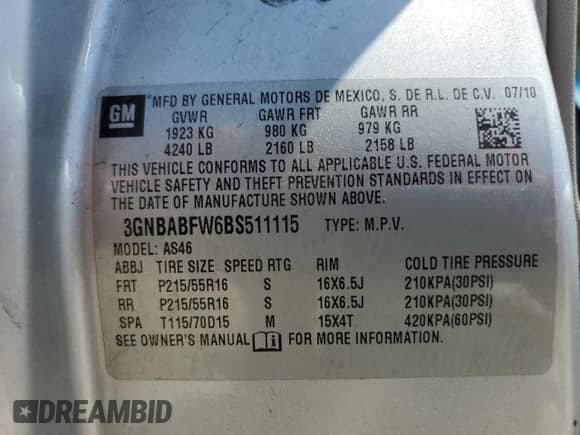 GM
*MFD BY GENERAL MOTORS DE MEXICO, S. DE R.L. DE C.V. 07/10
GVWR GAWR FRT GAWR RR
1923 KG 980 KG 979 KG
4240 LB 2160 LB 2158 LB
THIS VEHICLE CONFORMS TO ALL APPLICABLE U.S. FEDERAL MOTOR
VEHICLE SAFETY AND THEFT PREVENTION STANDARDS IN EFFECT ON
THE DATE OF MANUFACTURE SHOWN ABOVE.
3GNBABFW6BS511115 TYPE: M.P.V.
MODEL: AS46
ABBJ TIRE SIZE SPEED RTG RIM COLD TIRE PRESSURE
FRT P215/55R16 S 16X6.5J 210KPA(30PSI)
RR P215/55R16 S 16X6.5J 210KPA(30PSI)
SPA T115/70D15 M 15X4T 420KPA(60PSI)
SEE OWNER'S MANUAL FOR MORE INFORMATION.
DREAMBID